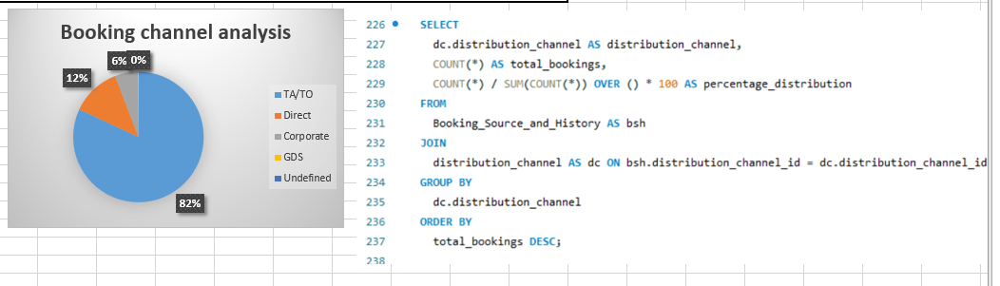 Booking channel analysis
6% 0%
12%
82%
TA/TO
Direct
Corporate
GDS
Undefined
226 SELECT
227 dc.distribution_channel AS distribution_channel,
228 COUNT(*) AS total_bookings,
229 COUNT(*) / SUM(COUNT(*)) OVER () * 100 AS percentage_distribution
230 FROM
231 Booking_Source_and_History AS bsh
232 JOIN
233 distribution_channel AS dc ON bsh.distribution_channel_id = dc.distribution_channel_id
234 GROUP BY
235 dc.distribution_channel
236 ORDER BY
237 total_bookings DESC;
238